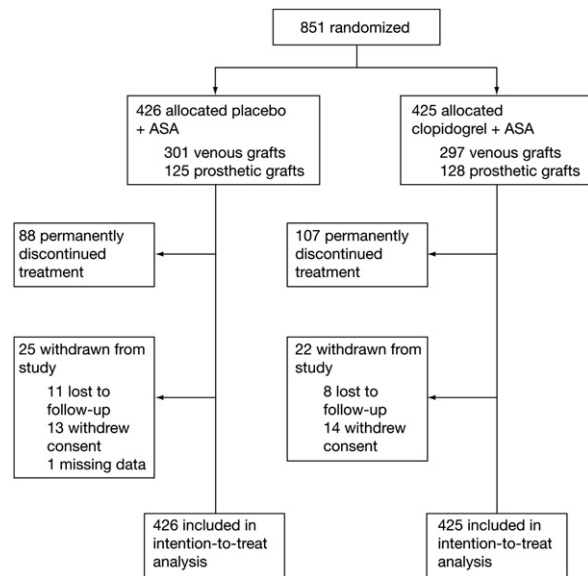 851 randomized
426 allocated placebo
+ ASA
301 venous grafts
125 prosthetic grafts
425 allocated
clopidogrel + ASA
297 venous grafts
128 prosthetic grafts
88 permanently
discontinued
treatment
107 permanently
discontinued
treatment
25 withdrawn from
study
11 lost to
follow-up
13 withdrew
consent
1 missing data
22 withdrawn from
study
8 lost to
follow-up
14 withdrew
consent
426 included in
intention-to-treat
analysis
425 included in
intention-to-treat
analysis